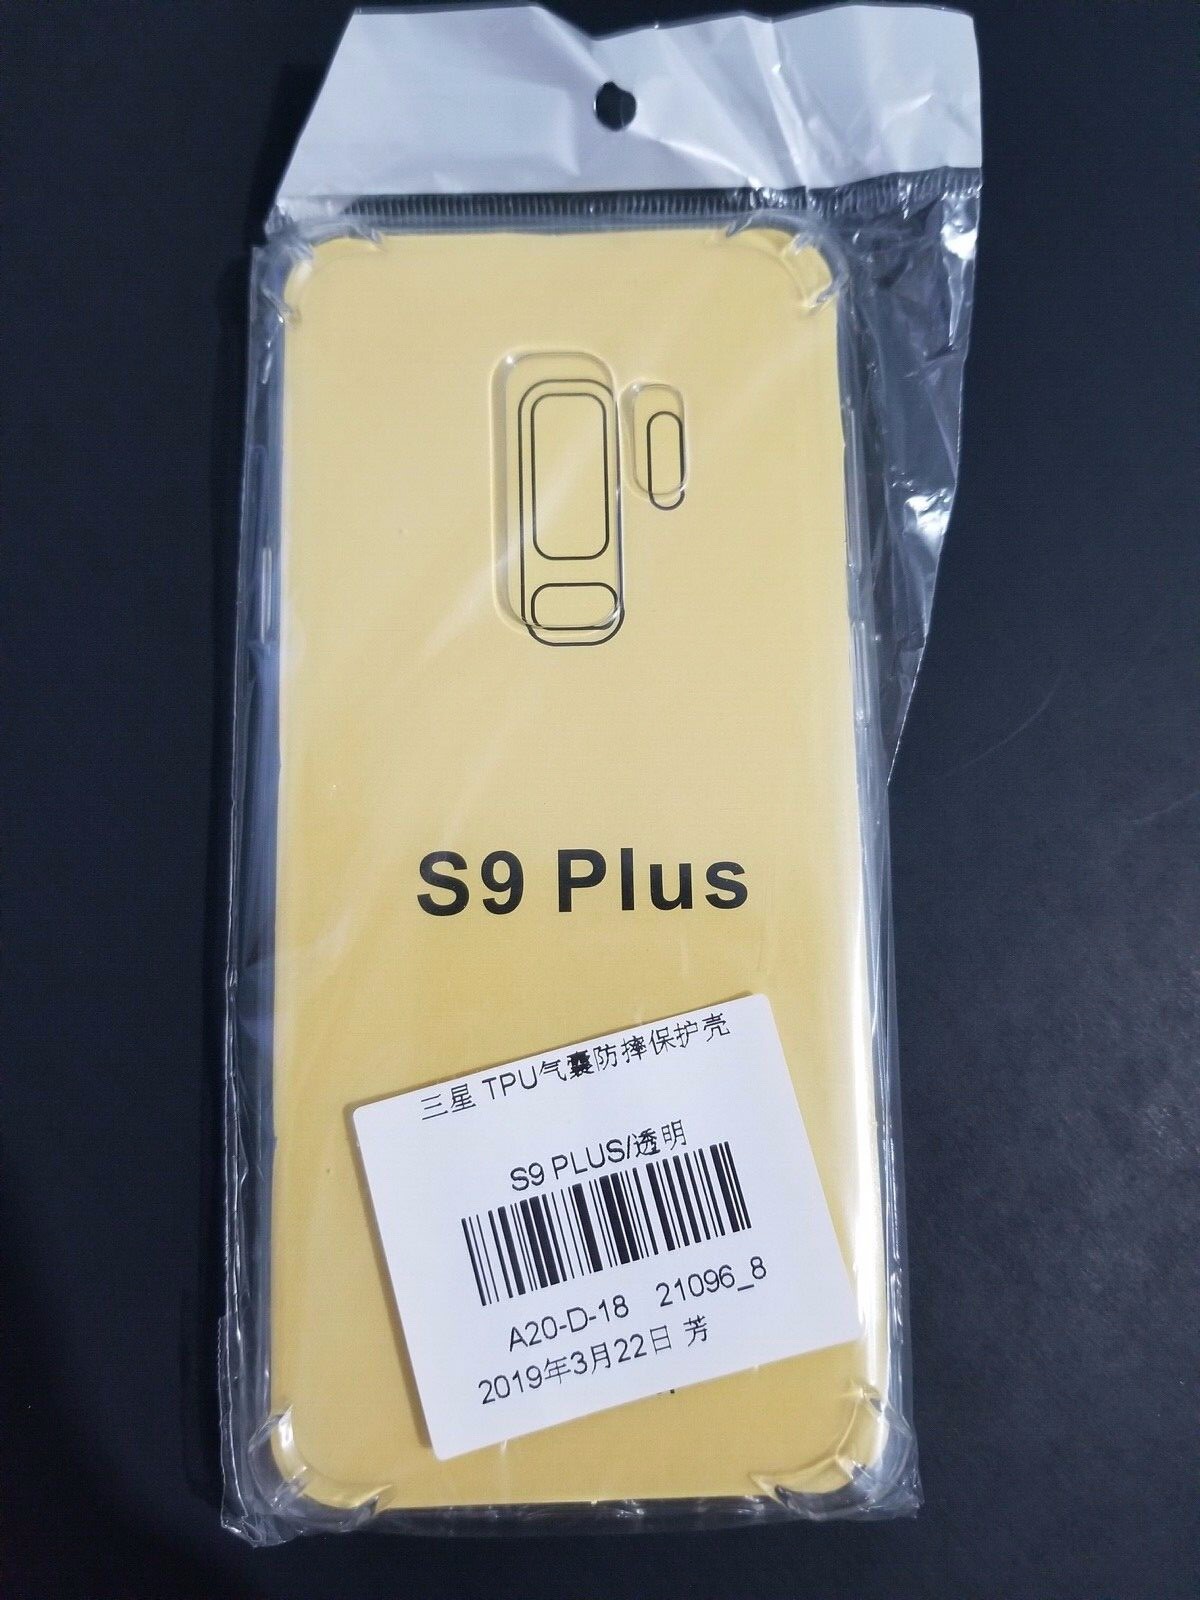 S9 Plus
三星 TPU气囊防摔保护壳
S9 PLUS/透明
A20-D-18 21096_8
2019年3月22日 芳